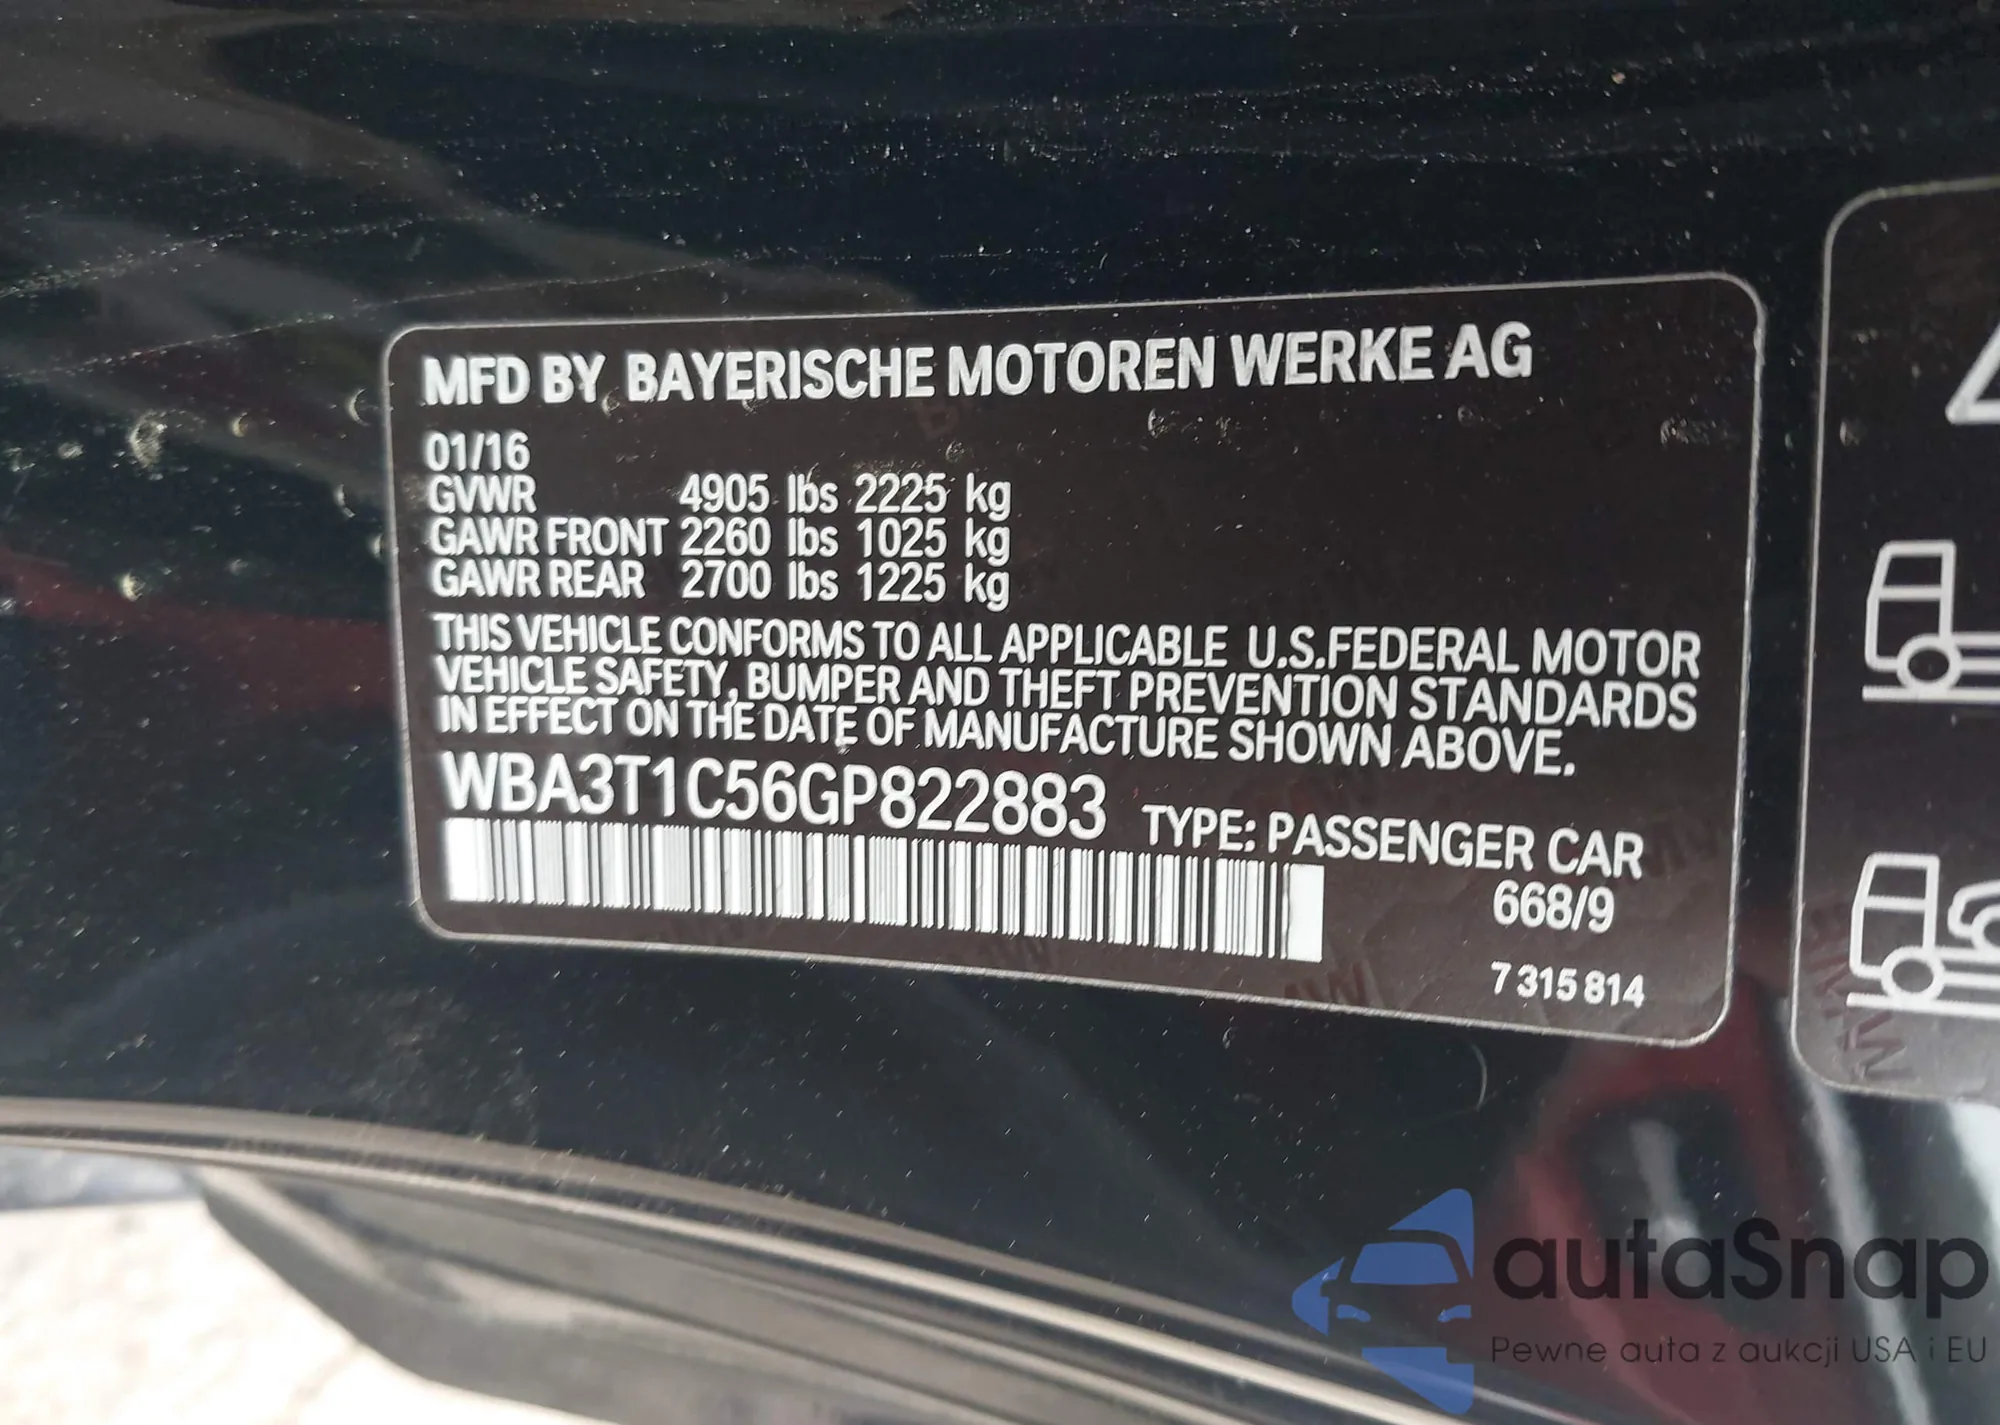 MFD BY BAYERISCHE MOTOREN WERKE AG
01/16
GVWR 4905 lbs 2225 kg
GAWR FRONT 2260 lbs 1025 kg
GAWR REAR 2700 lbs 1225 kg
THIS VEHICLE CONFORMS TO ALL APPLICABLE U.S.FEDERAL MOTOR
VEHICLE SAFETY, BUMPER AND THEFT PREVENTION STANDARDS
IN EFFECT ON THE DATE OF MANUFACTURE SHOWN ABOVE.
WBA3T1C56GP822883 TYPE: PASSENGER CAR
668/9
7 315 814
autaSnap
Pewne auta z aukcji USA i EU